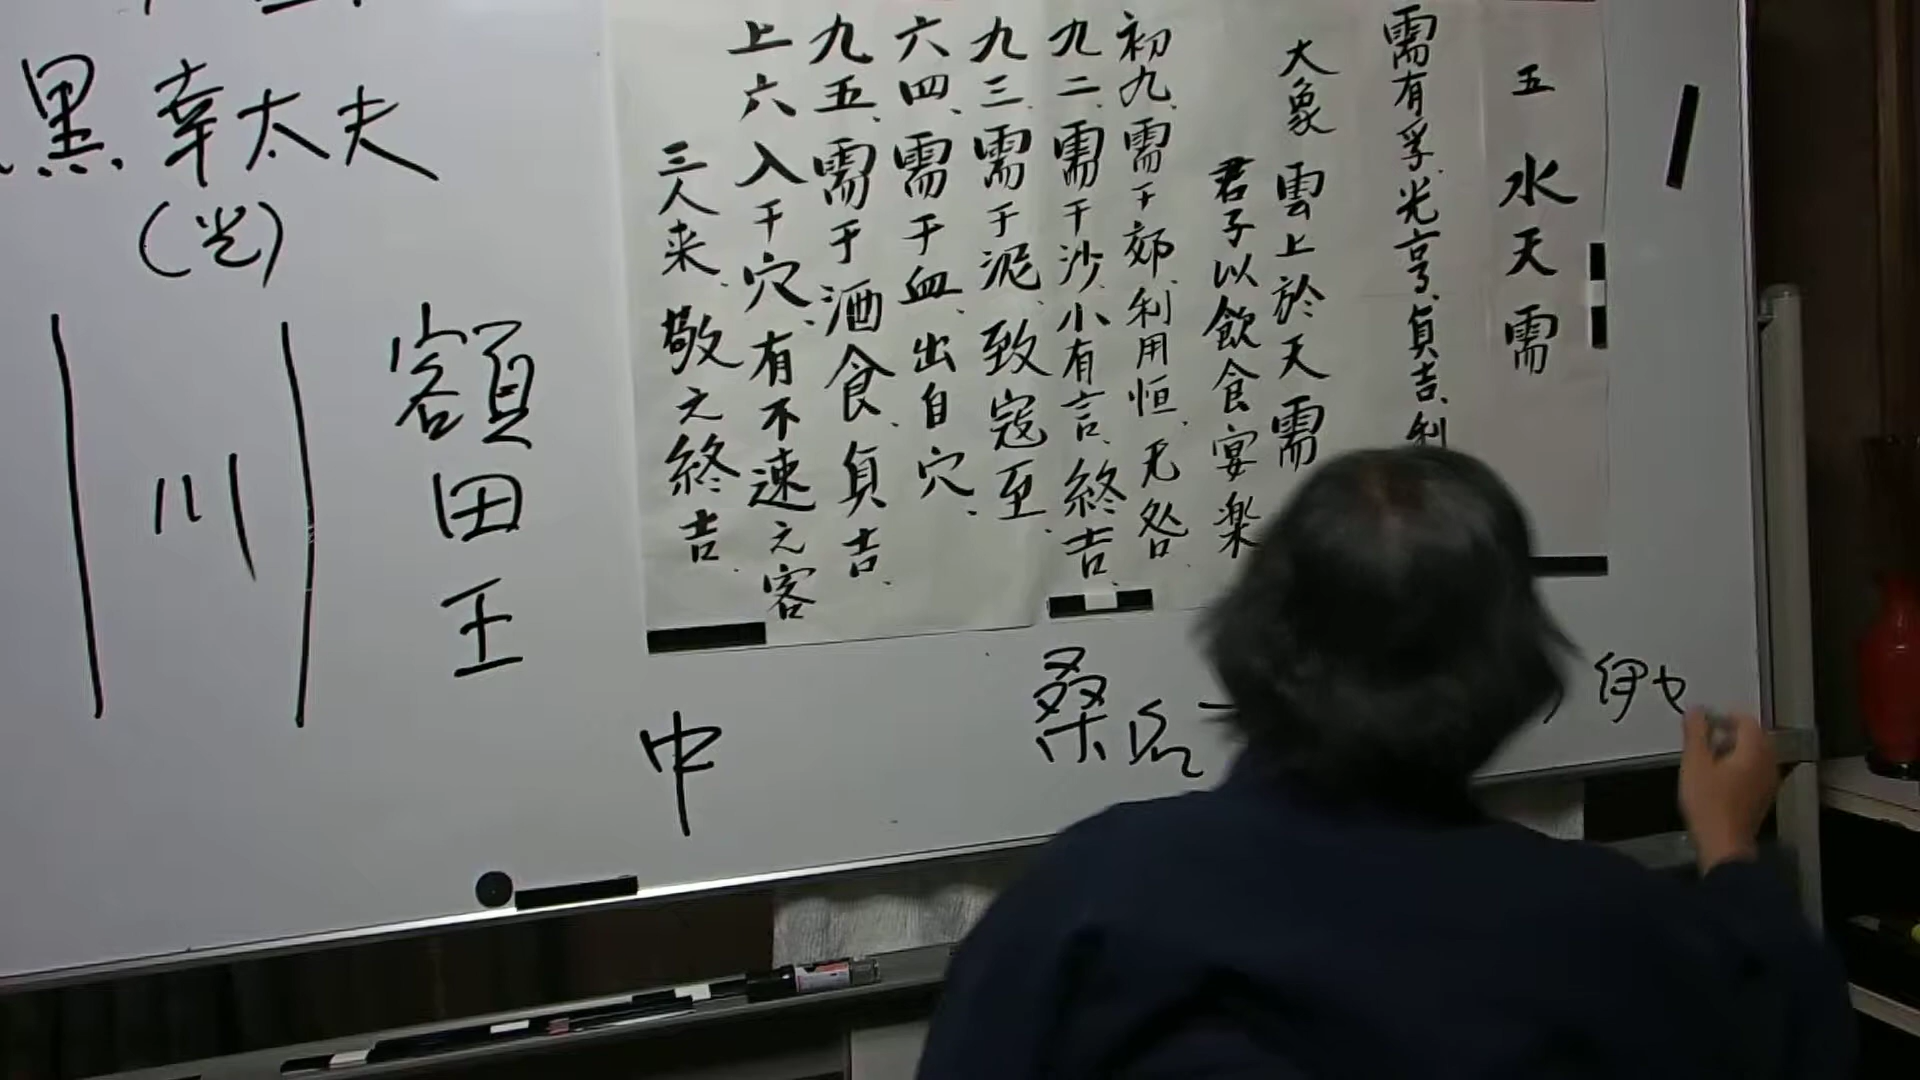 五 水天需
需有孚、光亨、貞吉、利
大象 雲上於天需
君子以飲食宴楽
初九、需于郊、利用恒、无咎、
九二、需于沙、小有言、終吉、
九三、需于泥、致寇至、
六四、需于血、出自穴、
九五、需于酒食、貞吉、
上六 入于穴、有不速之客
三人来、敬之終吉、
黒 幸太夫
(光)
額田王
川
中
桑
伊